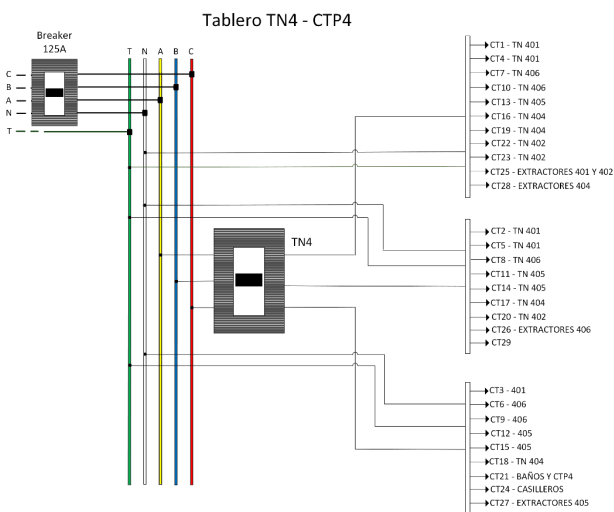 Tablero TN4 - CTP4
Breaker
125A
T N A B C
C
B
A
N
T
TN4
CT1 - TN 401
CT4 - TN 401
CT7 - TN 406
CT10 - TN 406
CT13 - TN 405
CT16 - TN 404
CT19 - TN 404
CT22 - TN 402
CT23 - TN 402
CT25 - EXTRACTORES 401 Y 402
CT28 - EXTRACTORES 404
CT2 - TN 401
CT5 - TN 401
CT8 - TN 406
CT11 - TN 405
CT14 - TN 405
CT17 - TN 404
CT20 - TN 402
CT26 - EXTRACTORES 406
CT29
CT3 - 401
CT6 - 406
CT9 - 406
CT12 - 405
CT15 - 405
CT18 - TN 404
CT21 - BAÑOS Y CTP4
CT24 - CASILLEROS
CT27 - EXTRACTORES 405